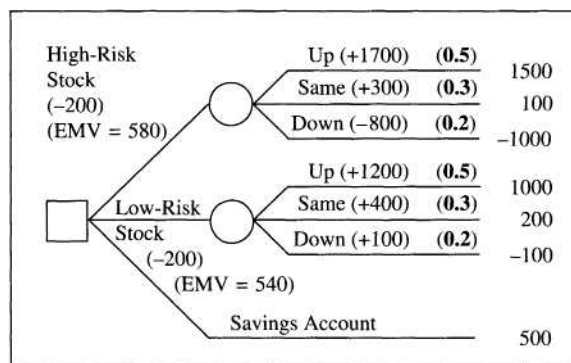 High-Risk
Stock
(−200)
(EMV = 580)
Up (+1700) (0.5) 1500
Same (+300) (0.3) 100
Down (−800) (0.2) −1000
Low-Risk
Stock
(−200)
(EMV = 540)
Up (+1200) (0.5) 1000
Same (+400) (0.3) 200
Down (+100) (0.2) −100
Savings Account 500